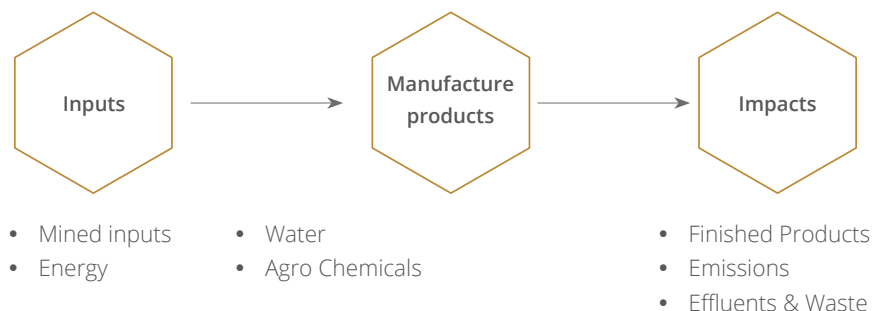 Inputs
Manufacture
products
Impacts
• Mined inputs
• Energy
• Water
• Agro Chemicals
• Finished Products
• Emissions
• Effluents & Waste